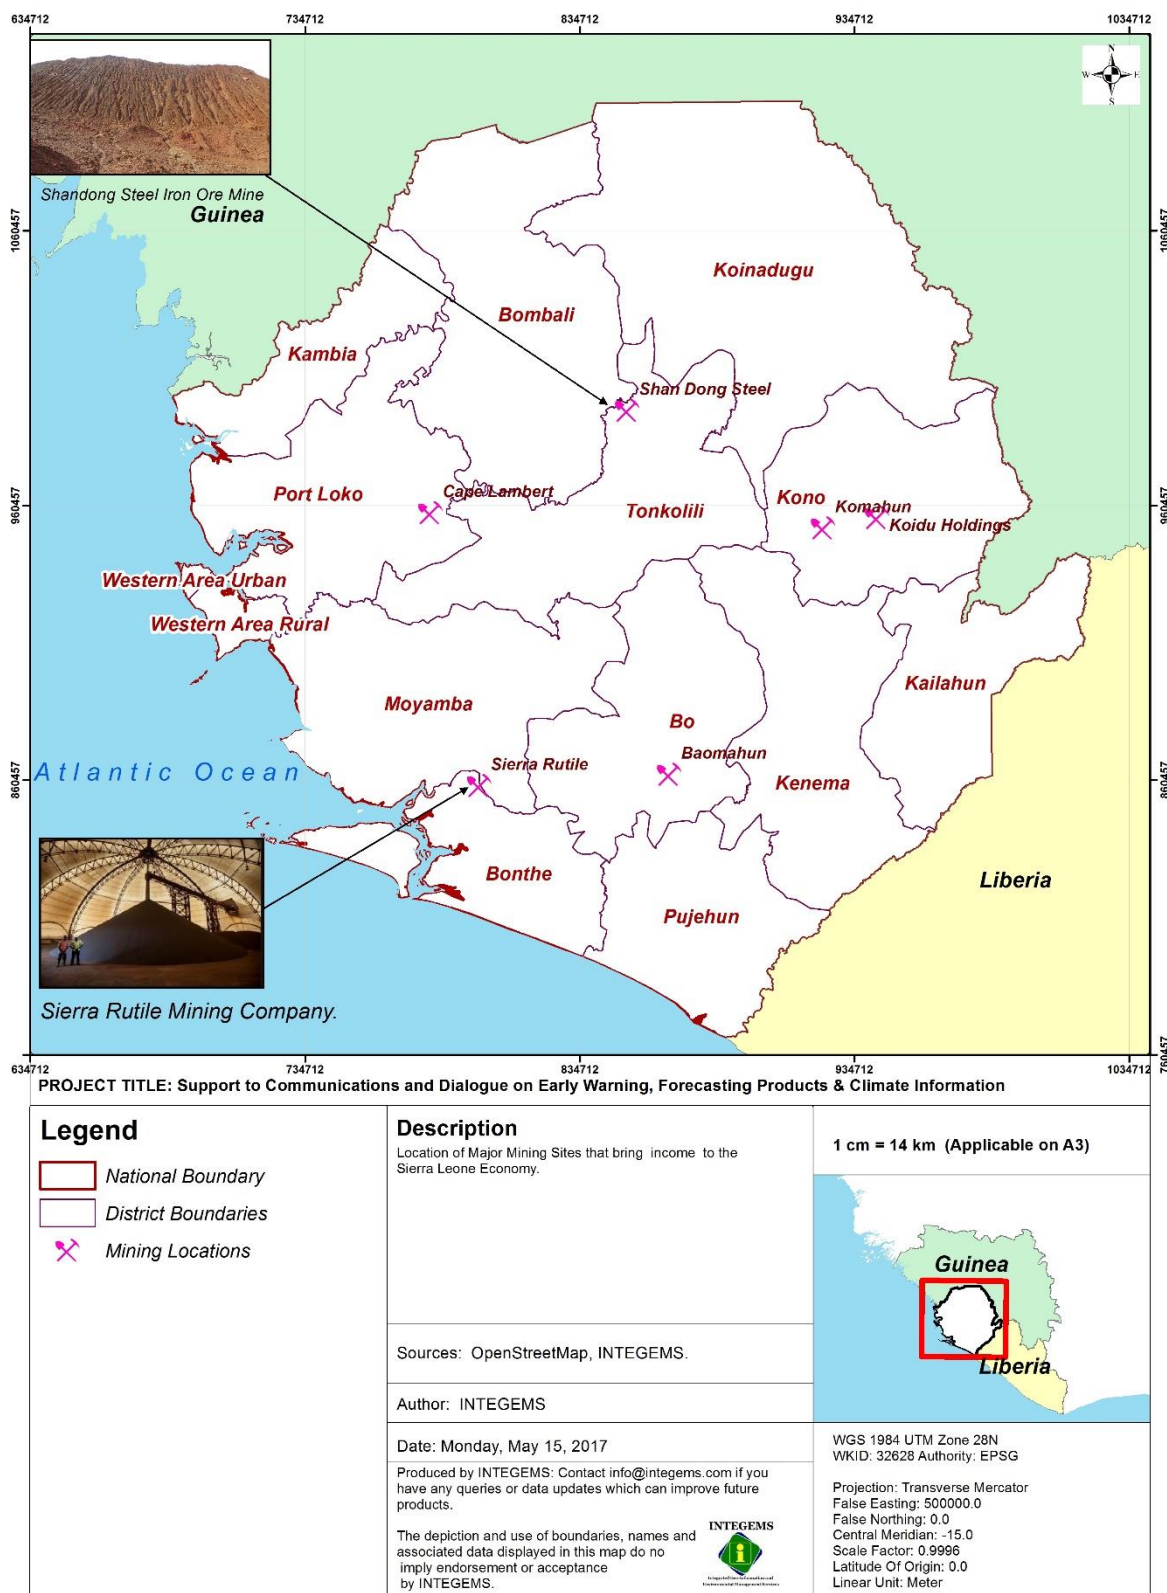 634712
734712
834712
934712
1034712
N
W
E
S
Shandong Steel Iron Ore Mine
Guinea
1060457
1060457
Koinadugu
Bombali
Kambia
Shan Dong Steel
Port Loko
Cape Lambert
Tonkolili
Kono
Komahun
Koidu Holdings
960457
960457
Western Area Urban
Western Area Rural
Moyamba
Kailahun
Bo
Sierra Rutile
Baomahun
Atlantic Ocean
Kenema
860457
860457
Bonthe
Liberia
Pujehun
Sierra Rutile Mining Company.
634712
734712
834712
934712
1034712
760457
PROJECT TITLE: Support to Communications and Dialogue on Early Warning, Forecasting Products & Climate Information
Legend
National Boundary
District Boundaries
Mining Locations
Description
Location of Major Mining Sites that bring income to the
Sierra Leone Economy.
Sources: OpenStreetMap, INTEGEMS.
Author: INTEGEMS
Date: Monday, May 15, 2017
Produced by INTEGEMS: Contact info@integems.com if you
have any queries or data updates which can improve future
products.
The depiction and use of boundaries, names and
associated data displayed in this map do no
imply endorsement or acceptance
by INTEGEMS.
INTEGEMS
i
1 cm = 14 km (Applicable on A3)
Guinea
Liberia
WGS 1984 UTM Zone 28N
WKID: 32628 Authority: EPSG
Projection: Transverse Mercator
False Easting: 500000.0
False Northing: 0.0
Central Meridian: -15.0
Scale Factor: 0.9996
Latitude Of Origin: 0.0
Linear Unit: Meter